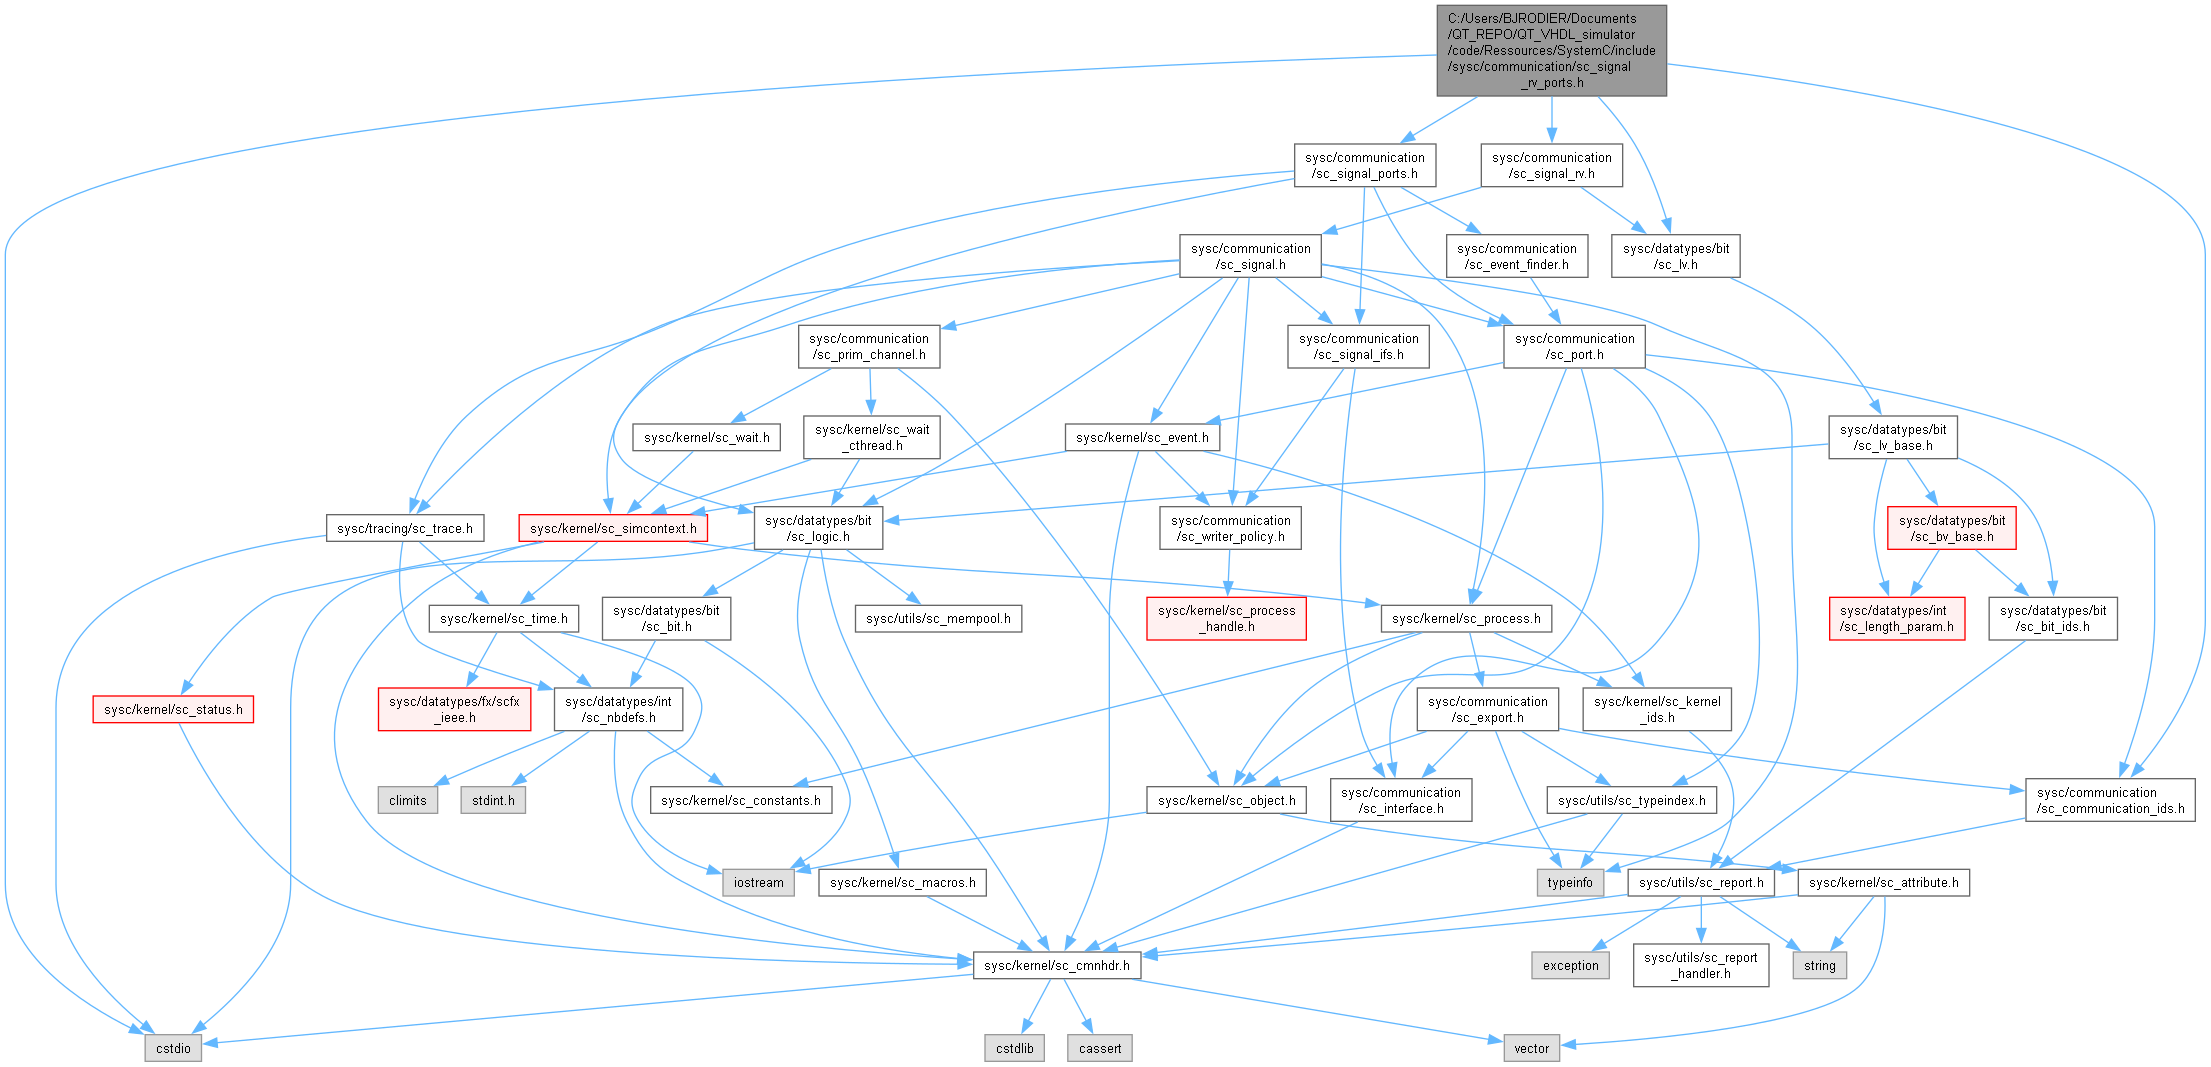 C:/Users/BJRODIER/Documents
/QT_REPO/QT_VHDL_simulator
/code/Ressources/SystemC/include
/sysc/communication/sc_signal
_rv_ports.h
sysc/communication
/sc_signal_ports.h
sysc/communication
/sc_signal_rv.h
sysc/communication
/sc_signal.h
sysc/communication
/sc_event_finder.h
sysc/datatypes/bit
/sc_lv.h
sysc/communication
/sc_prim_channel.h
sysc/communication
/sc_signal_ifs.h
sysc/communication
/sc_port.h
sysc/kernel/sc_wait.h
sysc/kernel/sc_wait
_cthread.h
sysc/kernel/sc_event.h
sysc/datatypes/bit
/sc_lv_base.h
sysc/tracing/sc_trace.h
sysc/kernel/sc_simcontext.h
sysc/datatypes/bit
/sc_logic.h
sysc/communication
/sc_writer_policy.h
sysc/datatypes/bit
/sc_bv_base.h
sysc/kernel/sc_time.h
sysc/datatypes/bit
/sc_bit.h
sysc/utils/sc_mempool.h
sysc/kernel/sc_process
_handle.h
sysc/kernel/sc_process.h
sysc/datatypes/int
/sc_length_param.h
sysc/datatypes/bit
/sc_bit_ids.h
sysc/kernel/sc_status.h
sysc/datatypes/fx/scfx
_ieee.h
sysc/datatypes/int
/sc_nbdefs.h
sysc/communication
/sc_export.h
sysc/kernel/sc_kernel
_ids.h
climits
stdint.h
sysc/kernel/sc_constants.h
sysc/kernel/sc_object.h
sysc/communication
/sc_interface.h
sysc/utils/sc_typeindex.h
sysc/communication
/sc_communication_ids.h
iostream
sysc/kernel/sc_macros.h
typeinfo
sysc/utils/sc_report.h
sysc/kernel/sc_attribute.h
sysc/kernel/sc_cmnhdr.h
exception
sysc/utils/sc_report
_handler.h
string
cstdio
cstdlib
cassert
vector